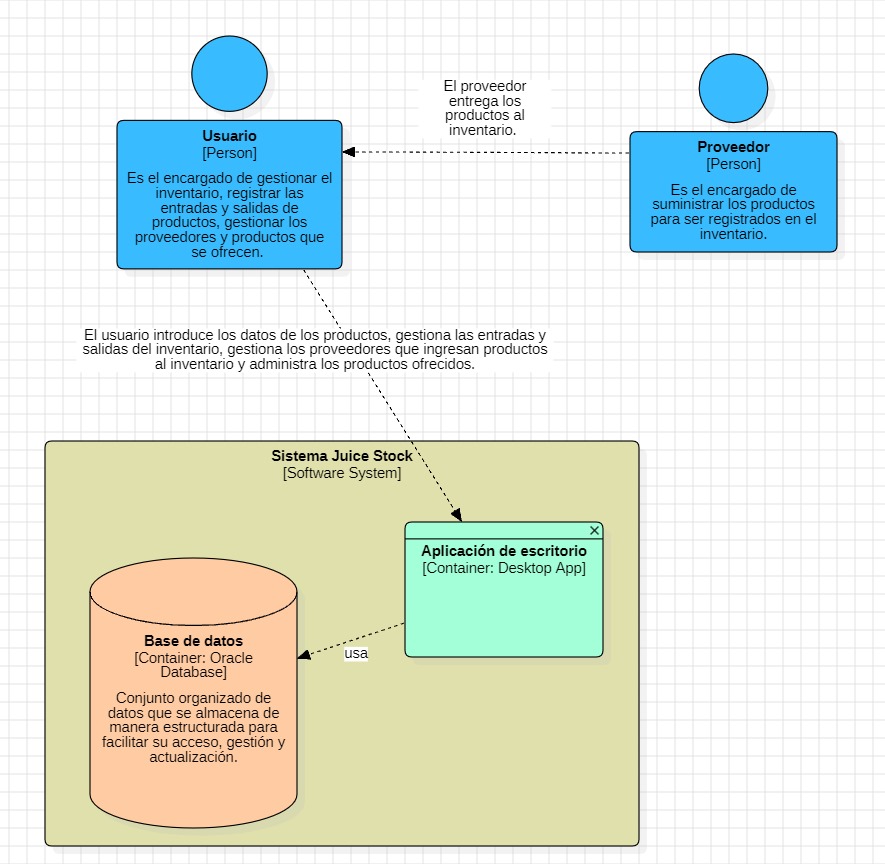 El proveedor
entrega los
productos al
inventario.
Usuario
[Person]
Es el encargado de gestionar el
inventario, registrar las
entradas y salidas de
productos, gestionar los
proveedores y productos que
se ofrecen.
Proveedor
[Person]
Es el encargado de
suministrar los productos
para ser registrados en el
inventario.
El usuario introduce los datos de los productos, gestiona las entradas y
salidas del inventario, gestiona los proveedores que ingresan productos
al inventario y administra los productos ofrecidos.
Sistema Juice Stock
[Software System]
Aplicación de escritorio
[Container: Desktop App]
usa
Base de datos
[Container: Oracle
Database]
Conjunto organizado de
datos que se almacena de
manera estructurada para
facilitar su acceso, gestión y
actualización.